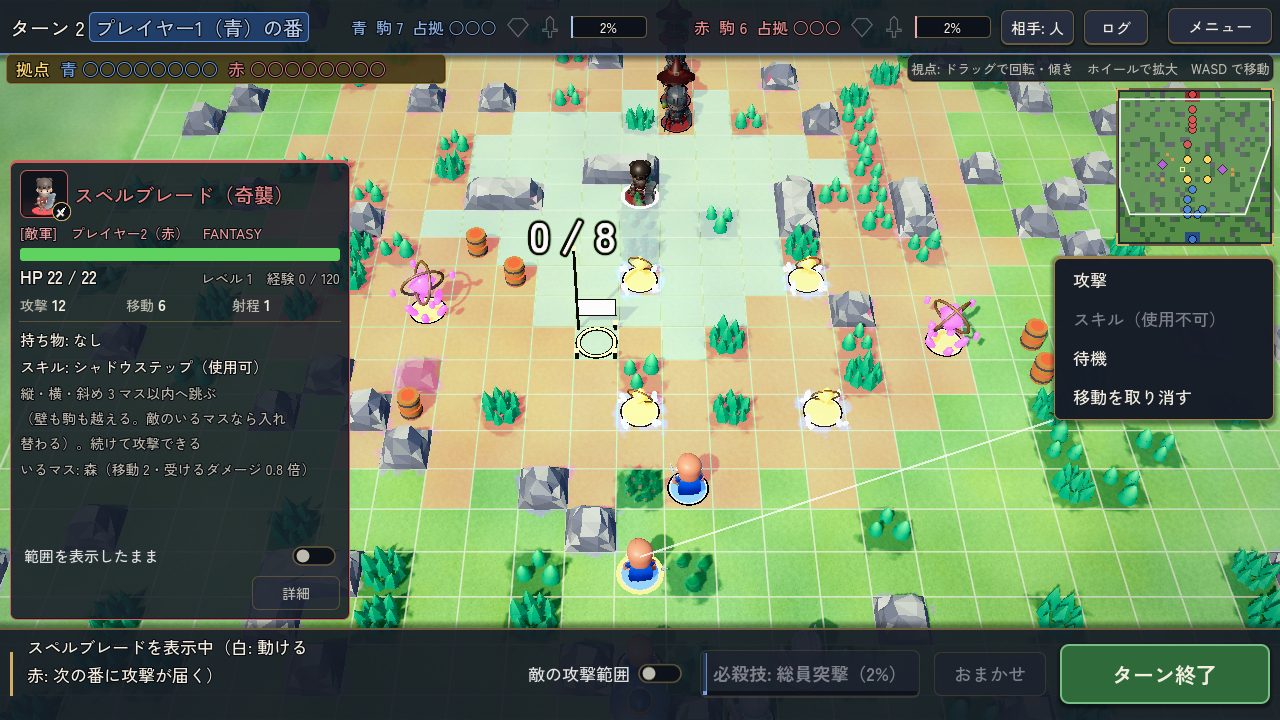 ターン 2 プレイヤー1（青）の番 青 駒 7 占拠 〇〇〇 2% 赤 駒 6 占拠 〇〇〇 2% 相手: 人 ログ メニュー
拠点 青 〇〇〇〇〇〇〇〇 赤 〇〇〇〇〇〇〇〇
視点: ドラッグで回転・傾き ホイールで拡大 WASD で移動
スペルブレード（奇襲）
[敵軍] プレイヤー2（赤） FANTASY
HP 22 / 22 レベル 1 経験 0 / 120
攻撃 12 移動 6 射程 1
持ち物: なし
スキル: シャドウステップ（使用可）
縦・横・斜め 3 マス以内へ跳ぶ
（壁も駒も越える。敵のいるマスなら入れ
替わる）。続けて攻撃できる
いるマス: 森（移動 2・受けるダメージ 0.8 倍）
範囲を表示したまま
詳細
0 / 8
攻撃
スキル（使用不可）
待機
移動を取り消す
スペルブレードを表示中（白: 動ける
赤: 次の番に攻撃が届く）
敵の攻撃範囲
必殺技: 総員突撃（2%）
おまかせ
ターン終了